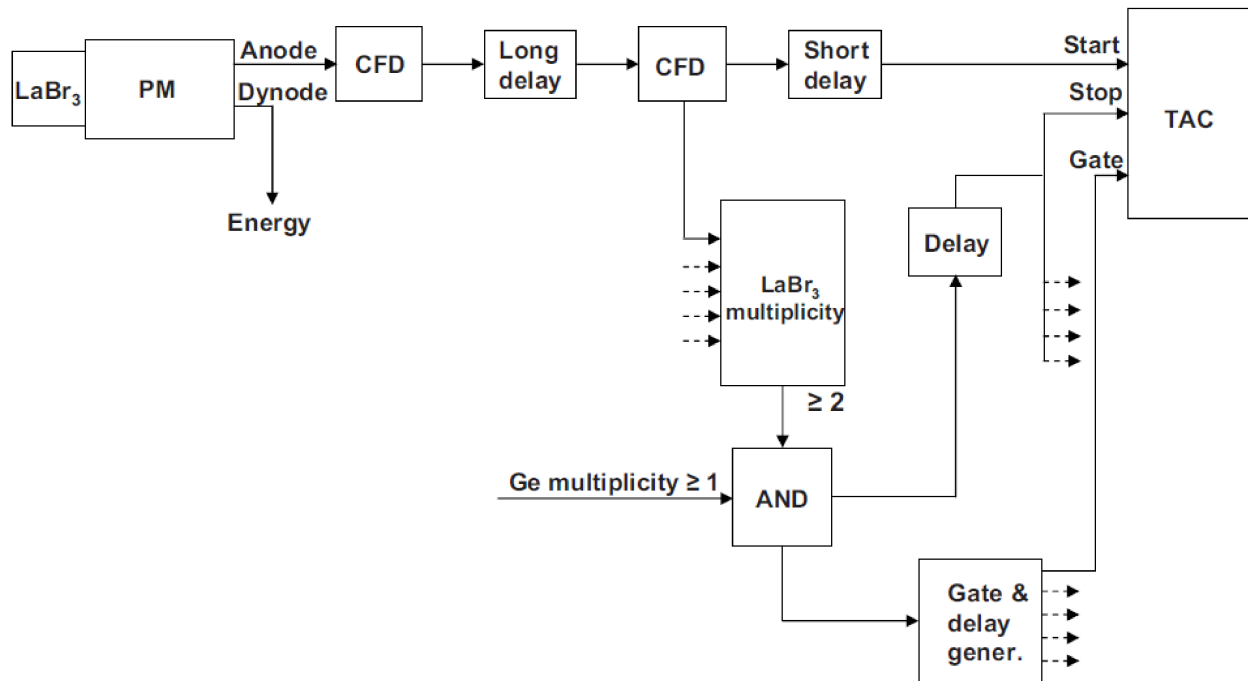 LaBr₃
PM
Anode
Dynode
Energy
CFD
Long
delay
CFD
Short
delay
Start
Stop
Gate
TAC
LaBr₃
multiplicity
≥ 2
Delay
Ge multiplicity ≥ 1
AND
Gate &
delay
gener.